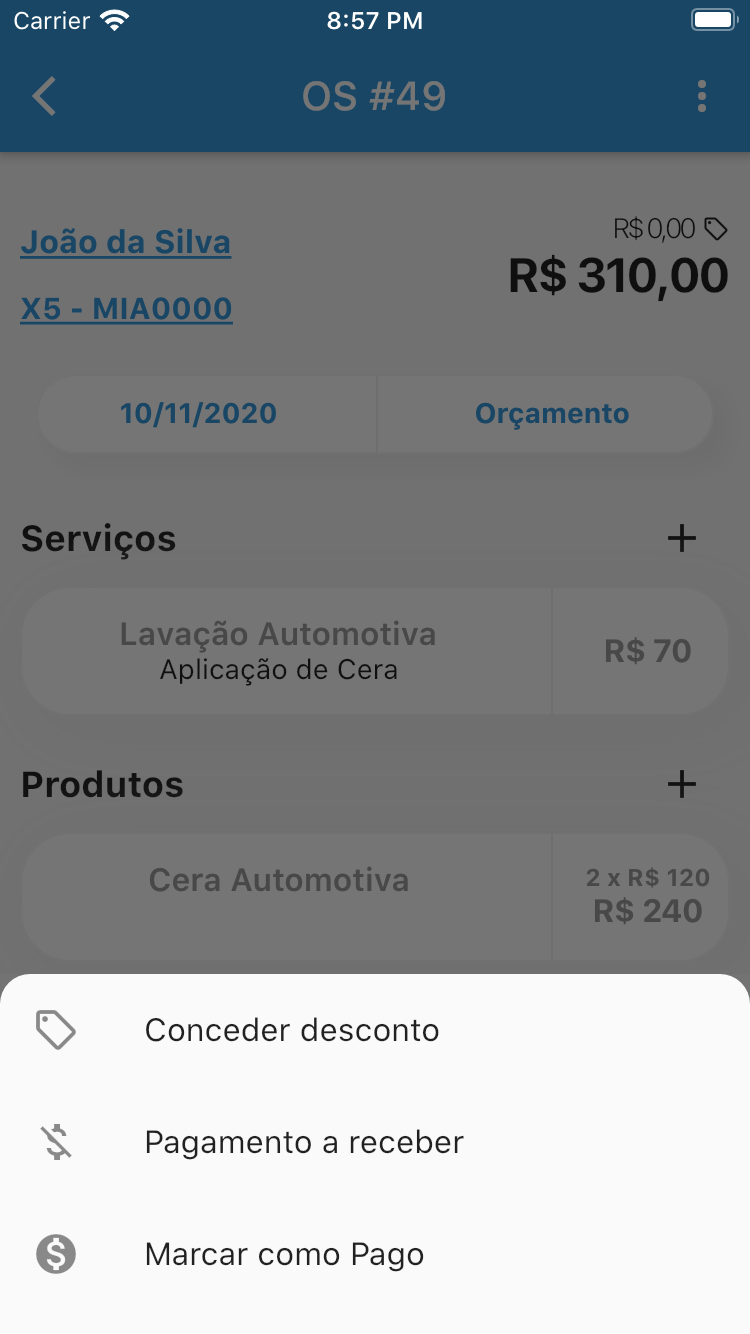 Carrier 8:57 PM
OS #49
João da Silva
R$ 0,00
R$ 310,00
X5 - MIA0000
10/11/2020 Orçamento
Serviços
Lavação Automotiva
Aplicação de Cera
R$ 70
Produtos
Cera Automotiva
2 x R$ 120
R$ 240
Conceder desconto
Pagamento a receber
Marcar como Pago